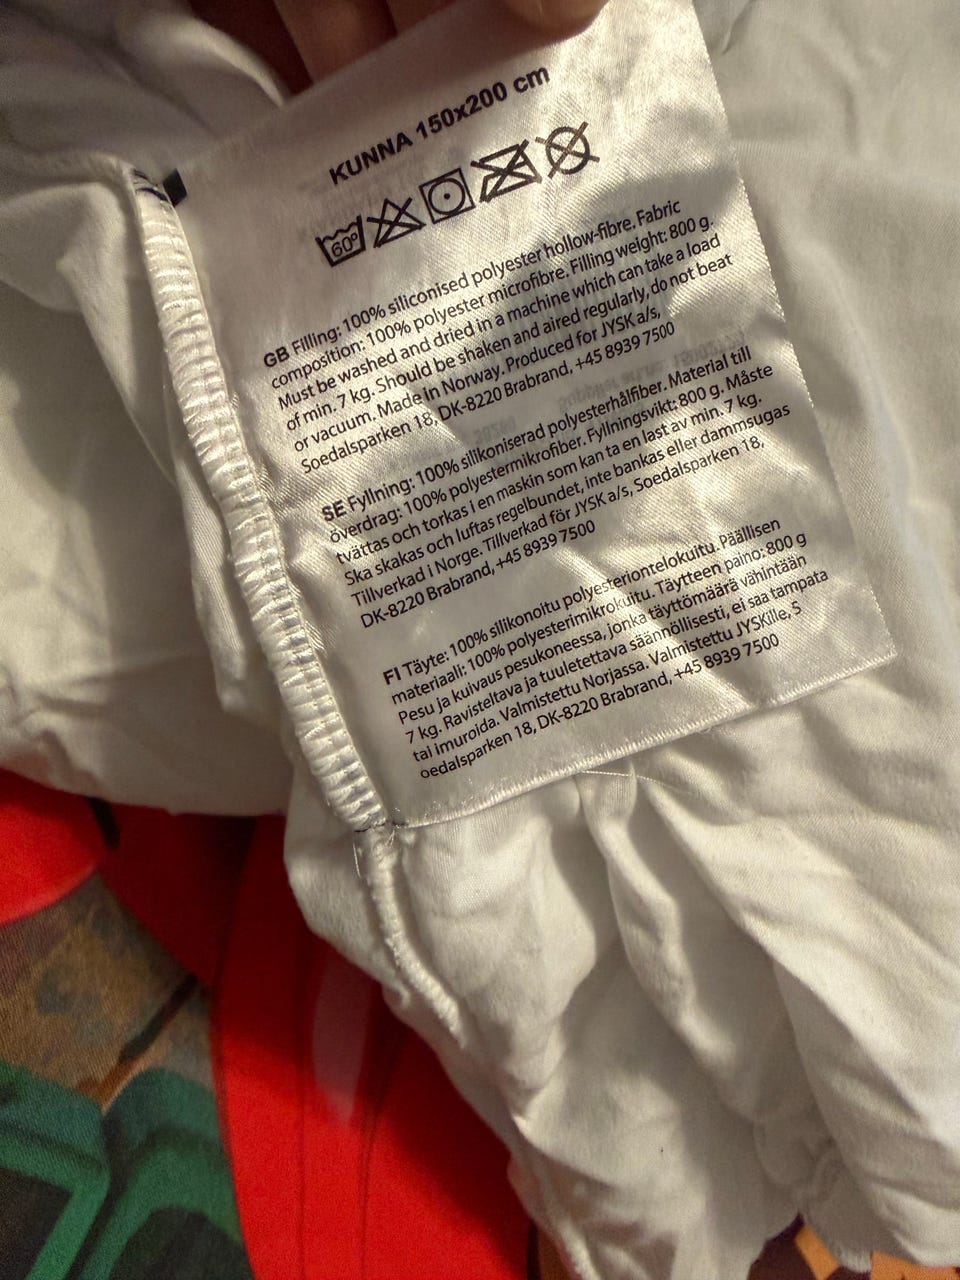 KUNNA 150x200 cm
60°
GB Filling: 100% siliconised polyester hollow-fibre. Fabric
composition: 100% polyester microfibre. Filling weight: 800 g.
Must be washed and dried in a machine which can take a load
of min. 7 kg. Should be shaken and aired regularly, do not beat
or vacuum. Made in Norway. Produced for JYSK a/s,
Soedalsparken 18, DK-8220 Brabrand, +45 8939 7500
SE Fyllning: 100% silikoniserad polyesterhålfiber. Material till
överdrag: 100% polyestermikrofiber. Fyllningsvikt: 800 g. Måste
tvättas och torkas i en maskin som kan ta en last av min. 7 kg.
Ska skakas och luftas regelbundet, inte bankas eller dammsugas
Tillverkad i Norge. Tillverkad för JYSK a/s, Soedalsparken 18,
DK-8220 Brabrand, +45 8939 7500
FI Täyte: 100% silikonoitu polyesteriontelokuitu. Päällisen
materiaali: 100% polyesterimikrokuitu. Täytteen paino: 800 g
Pesu ja kuivaus pesukoneessa, jonka täyttömäärä vähintään
7 kg. Ravisteltava ja tuuletettava säännöllisesti, ei saa tampata
tai imuroida. Valmistettu Norjassa. Valmistettu JYSKille, S
oedalsparken 18, DK-8220 Brabrand, +45 8939 7500